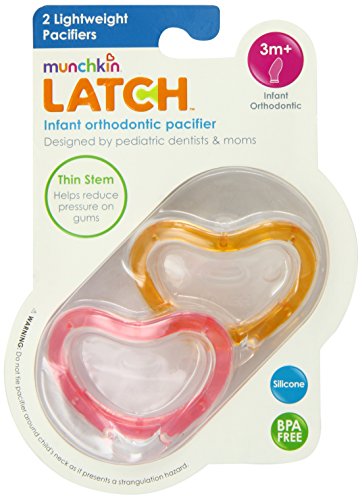 2 Lightweight
Pacifiers
munchkin®
LATCH™
Infant orthodontic pacifier
Designed by pediatric dentists & moms
3m+
Infant
Orthodontic
Thin Stem
Helps reduce
pressure on
gums
Silicone
BPA
FREE
⚠ WARNING: Do not tie pacifier around child's neck as it presents a strangulation hazard.